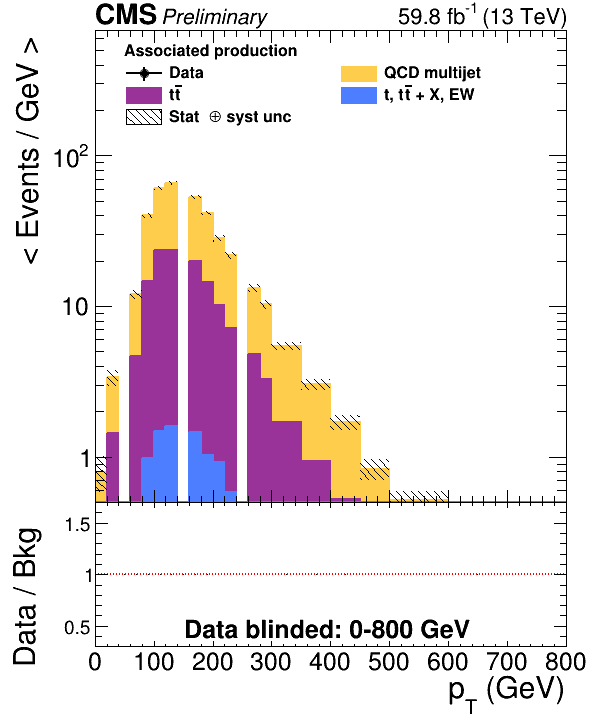 CMS Preliminary 59.8 fb⁻¹ (13 TeV)
Associated production
Data
QCD multijet
tt̄
t, tt̄ + X, EW
Stat ⊕ syst unc
< Events / GeV >
10²
10
1
Data / Bkg
1.5
1
0.5
Data blinded: 0-800 GeV
0 100 200 300 400 500 600 700 800
p_T (GeV)